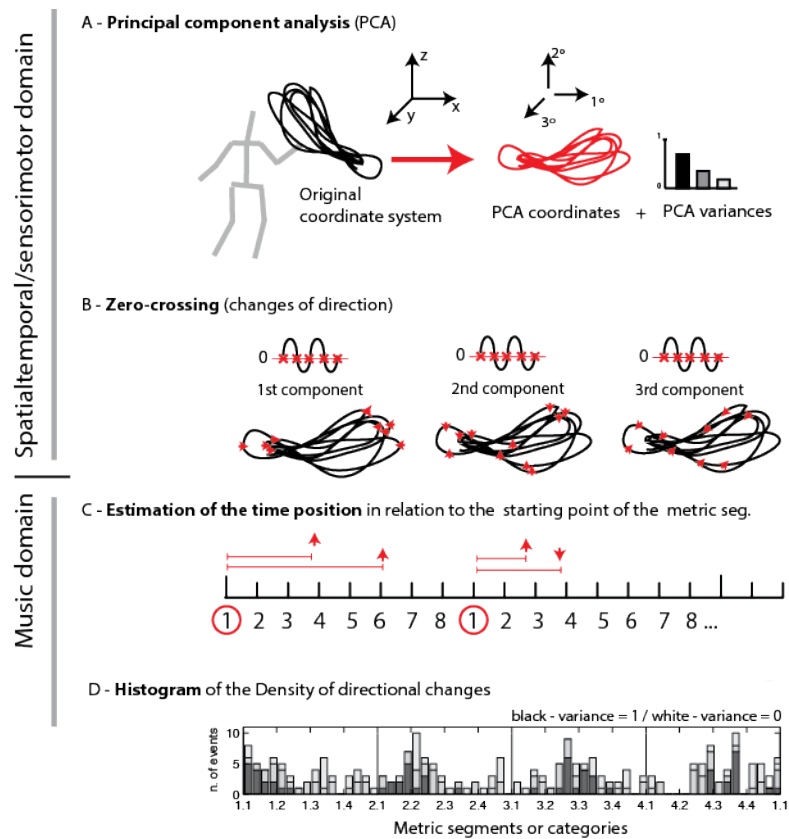 Spatialtemporal/sensorimotor domain
A - Principal component analysis (PCA)
z
x
y
2º
1º
3º
1
0
Original
coordinate system
PCA coordinates + PCA variances
B - Zero-crossing (changes of direction)
0
0
0
1st component
2nd component
3rd component
Music domain
C - Estimation of the time position in relation to the starting point of the metric seg.
1 2 3 4 5 6 7 8 1 2 3 4 5 6 7 8 ...
D - Histogram of the Density of directional changes
black - variance = 1 / white - variance = 0
n. of events
10
5
0
1.1 1.2 1.3 1.4 2.1 2.2 2.3 2.4 3.1 3.2 3.3 3.4 4.1 4.2 4.3 4.4 1.1
Metric segments or categories